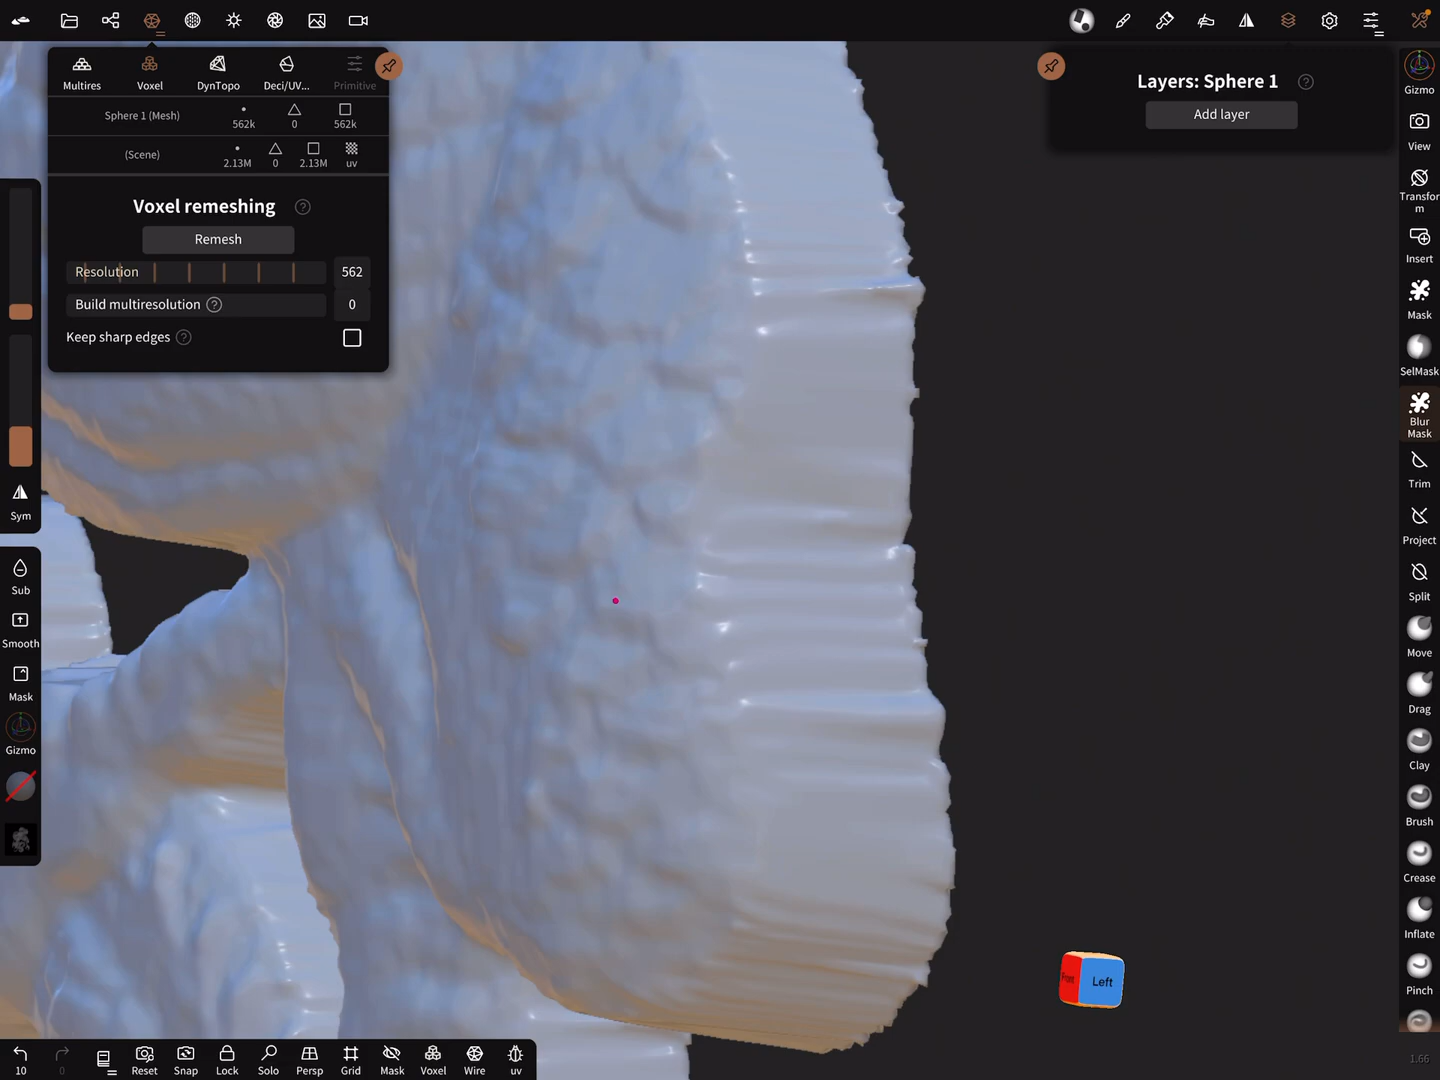 Multires
Voxel
DynTopo
Deci/UV...
Primitive
Sphere 1 (Mesh)
562k
0
562k
(Scene)
2.13M
0
2.13M
uv
Voxel remeshing
?
Remesh
Resolution
562
Build multiresolution
?
0
Keep sharp edges
?
Layers: Sphere 1
?
Add layer
Sym
Sub
Smooth
Mask
Gizmo
Gizmo
View
Transfor
m
Insert
Mask
SelMask
Blur
Mask
Trim
Project
Split
Move
Drag
Clay
Brush
Crease
Inflate
Pinch
Front
Left
10
0
Reset
Snap
Lock
Solo
Persp
Grid
Mask
Voxel
Wire
uv
1.66